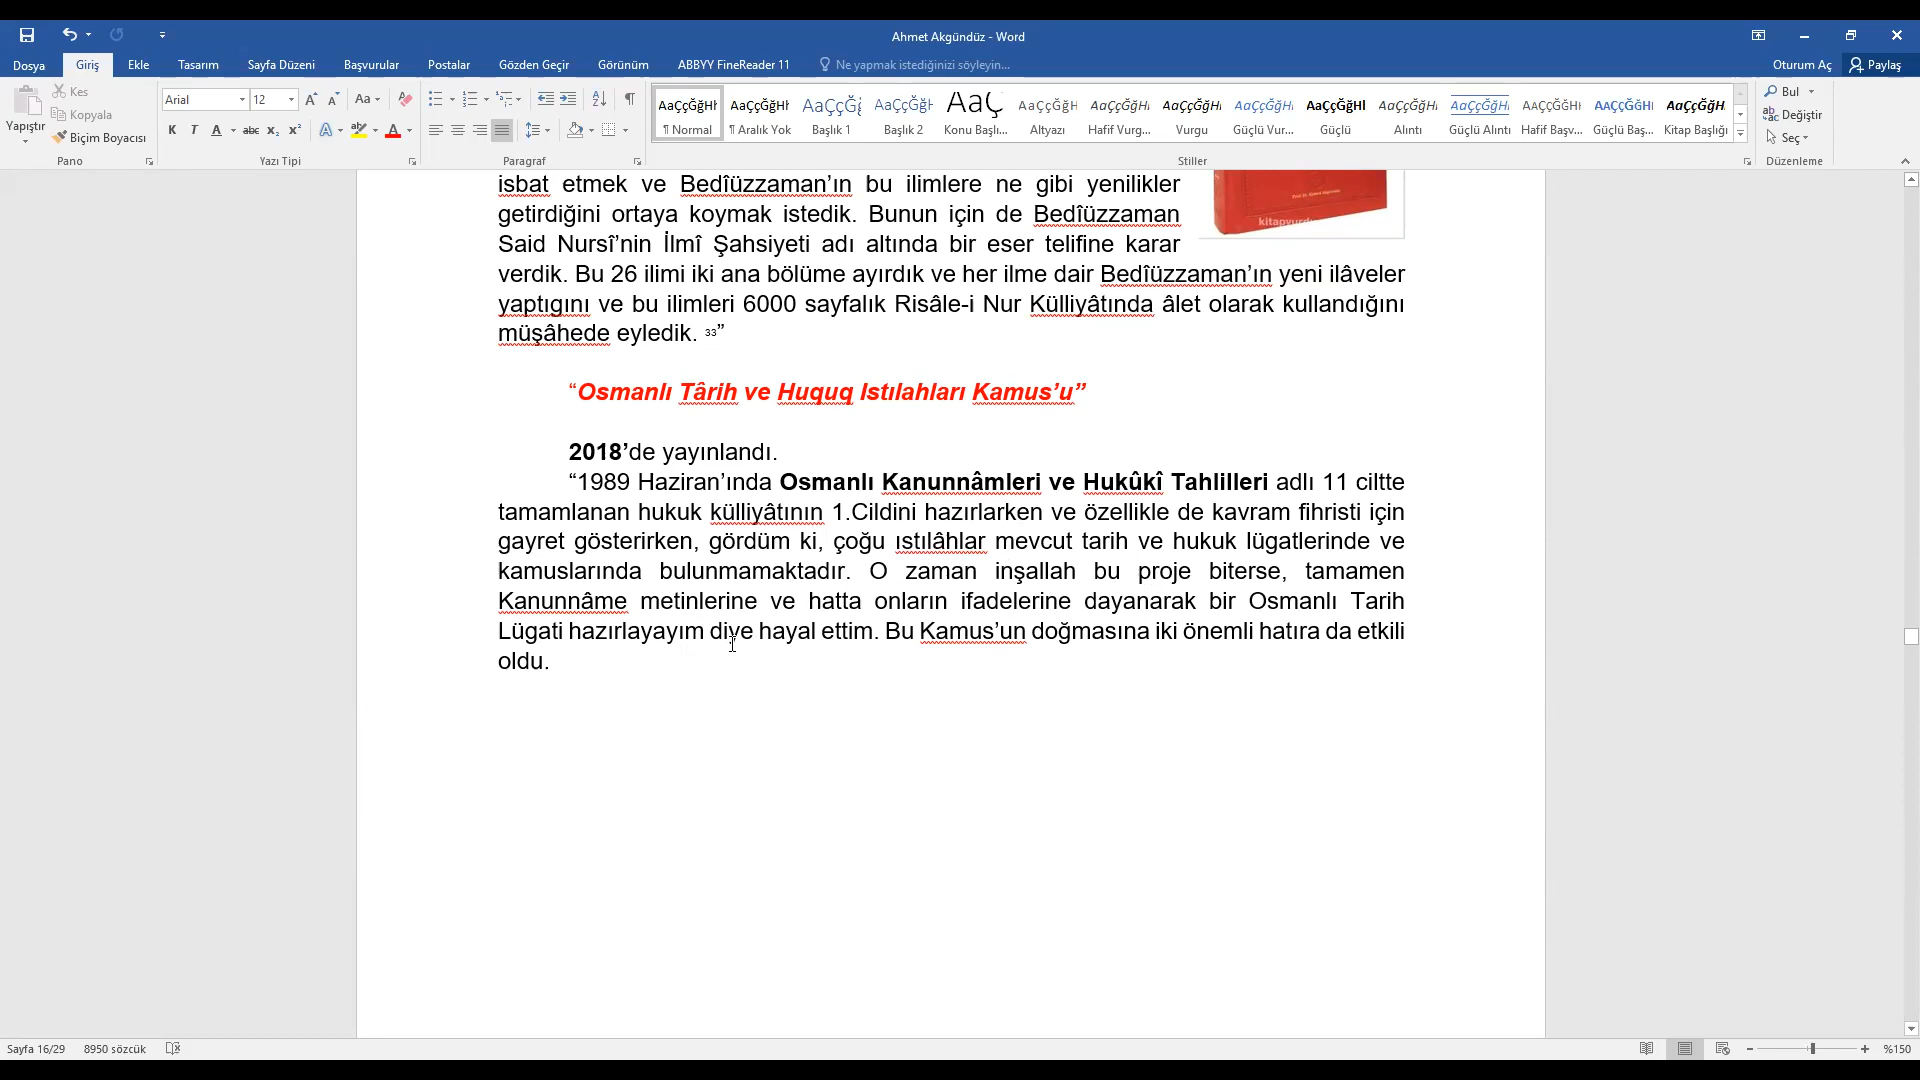 Ahmet Akgündüz - Word
Dosya Giriş Ekle Tasarım Sayfa Düzeni Başvurular Postalar Gözden Geçir Görünüm ABBYY FineReader 11 Ne yapmak istediğinizi söyleyin... Oturum Aç Paylaş
Yapıştır
Kes
Kopyala
Biçim Boyacısı
Pano
Arial 12
Yazı Tipi
Paragraf
¶ Normal ¶ Aralık Yok Başlık 1 Başlık 2 Konu Başlı... Altyazı Hafif Vurg... Vurgu Güçlü Vur... Güçlü Alıntı Güçlü Alıntı Hafif Başv... Güçlü Baş... Kitap Başlığı
Stiller
Bul
Değiştir
Seç
Düzenleme
isbat etmek ve Bedîüzzaman’ın bu ilimlere ne gibi yenilikler
getirdiğini ortaya koymak istedik. Bunun için de Bedîüzzaman
Said Nursî’nin İlmî Şahsiyeti adı altında bir eser telifine karar
verdik. Bu 26 ilimi iki ana bölüme ayırdık ve her ilme dair Bedîüzzaman’ın yeni ilâveler
yaptıgını ve bu ilimleri 6000 sayfalık Risâle-i Nur Külliyâtında âlet olarak kullandığını
müşâhede eyledik. 33”
“Osmanlı Târih ve Huquq Istılahları Kamus’u”
2018’de yayınlandı.
“1989 Haziran’ında Osmanlı Kanunnâmleri ve Hukûkî Tahlilleri adlı 11 ciltte
tamamlanan hukuk külliyâtının 1.Cildini hazırlarken ve özellikle de kavram fihristi için
gayret gösterirken, gördüm ki, çoğu ıstılâhlar mevcut tarih ve hukuk lügatlerinde ve
kamuslarında bulunmamaktadır. O zaman inşallah bu proje biterse, tamamen
Kanunnâme metinlerine ve hatta onların ifadelerine dayanarak bir Osmanlı Tarih
Lügati hazırlayayım diye hayal ettim. Bu Kamus’un doğmasına iki önemli hatıra da etkili
oldu.
Sayfa 16/29 8950 sözcük %150